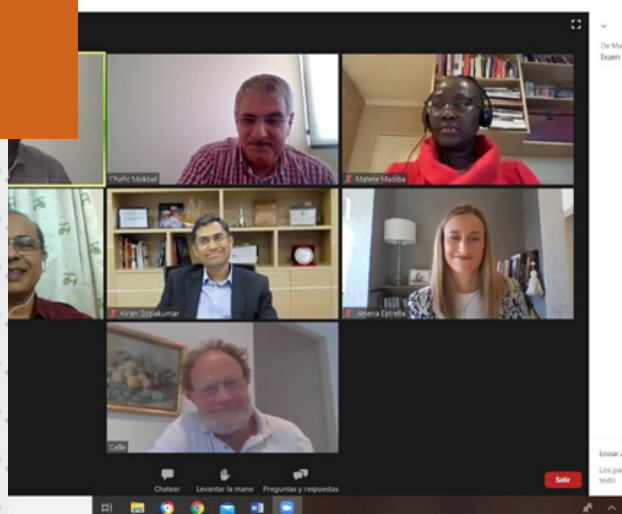 De Ma
buen
Chafic Mokbel
Matete Madiba
Kiran Gopakumar
Jimena Estrella
Calle
Chatear
Levantar la mano
Preguntas y respuestas
Salir
Enviar a
Los pa
texto